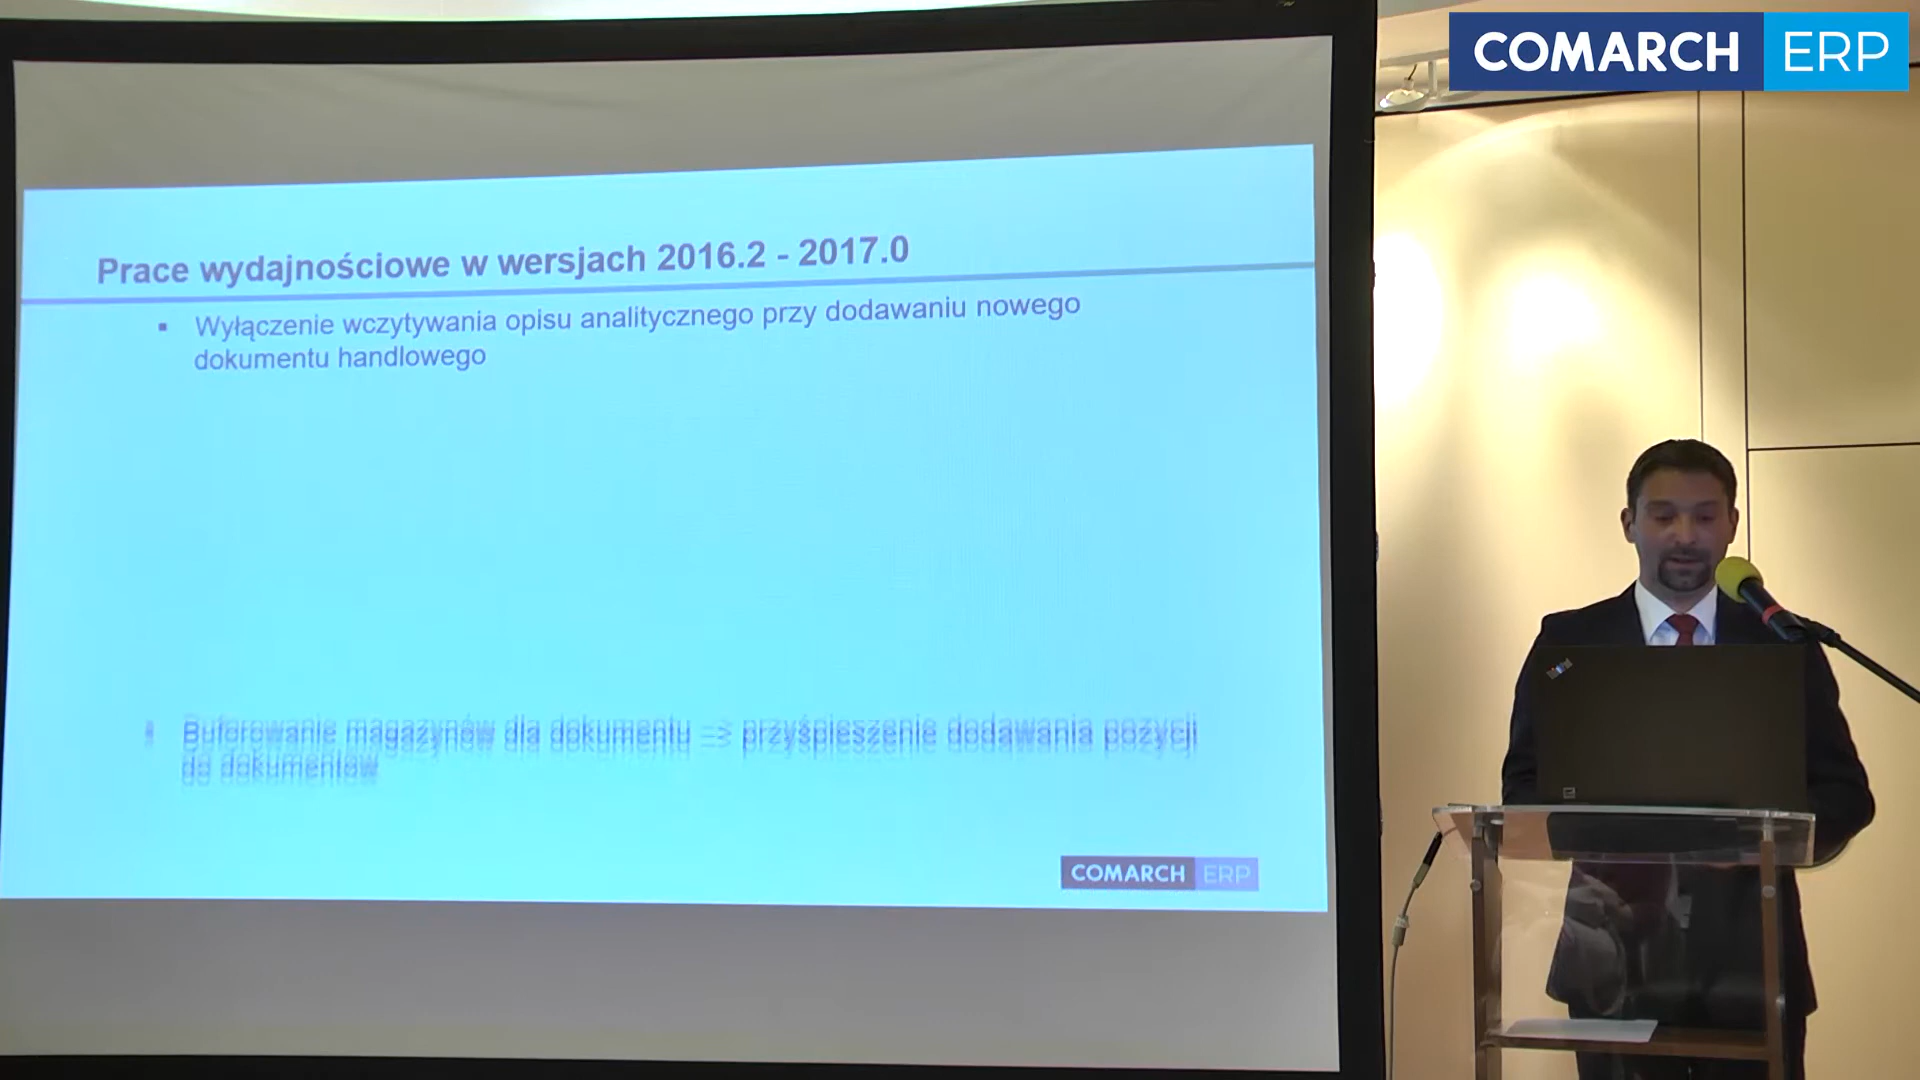 COMARCH ERP
Prace wydajnościowe w wersjach 2016.2 - 2017.0
▪ Wyłączenie wczytywania opisu analitycznego przy dodawaniu nowego
dokumentu handlowego
▪ Buforowanie magazynów dla dokumentu => przyśpieszenie dodawania pozycji
do dokumentów
COMARCH ERP